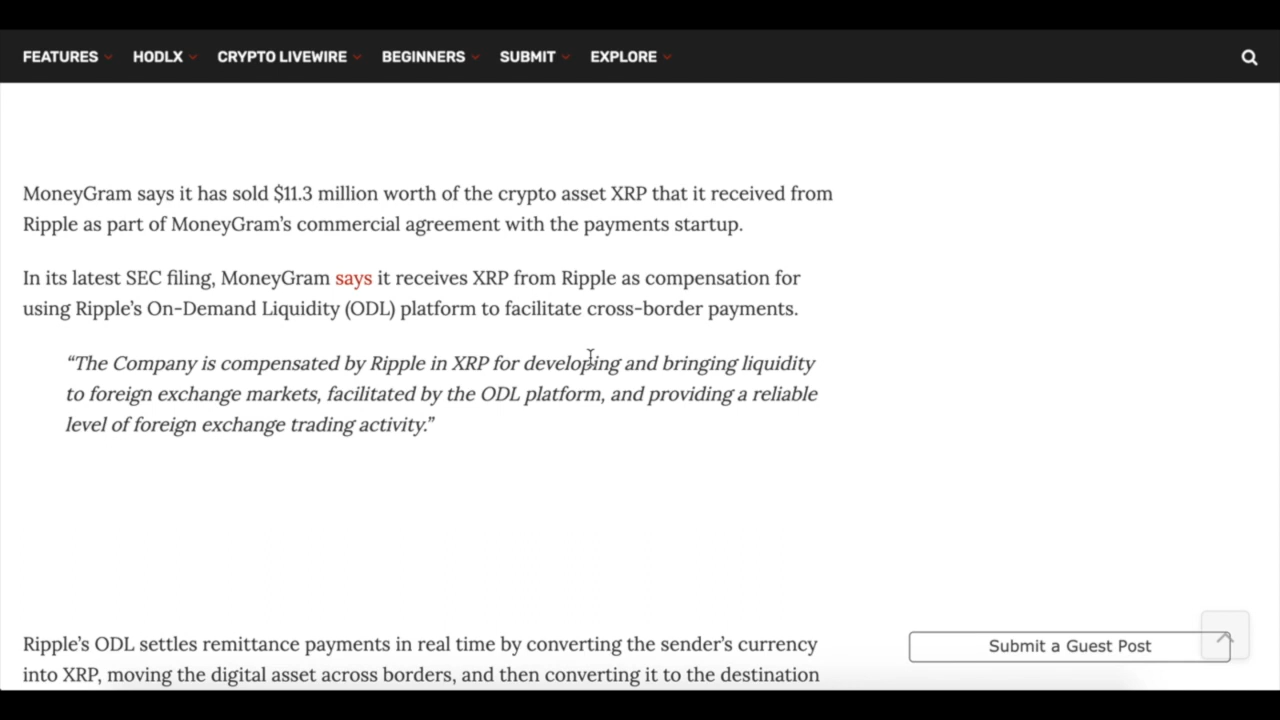 FEATURES HODLX CRYPTO LIVEWIRE BEGINNERS SUBMIT EXPLORE
MoneyGram says it has sold $11.3 million worth of the crypto asset XRP that it received from
Ripple as part of MoneyGram’s commercial agreement with the payments startup.
In its latest SEC filing, MoneyGram says it receives XRP from Ripple as compensation for
using Ripple’s On-Demand Liquidity (ODL) platform to facilitate cross-border payments.
“The Company is compensated by Ripple in XRP for developing and bringing liquidity
to foreign exchange markets, facilitated by the ODL platform, and providing a reliable
level of foreign exchange trading activity.”
Ripple’s ODL settles remittance payments in real time by converting the sender’s currency
into XRP, moving the digital asset across borders, and then converting it to the destination
Submit a Guest Post